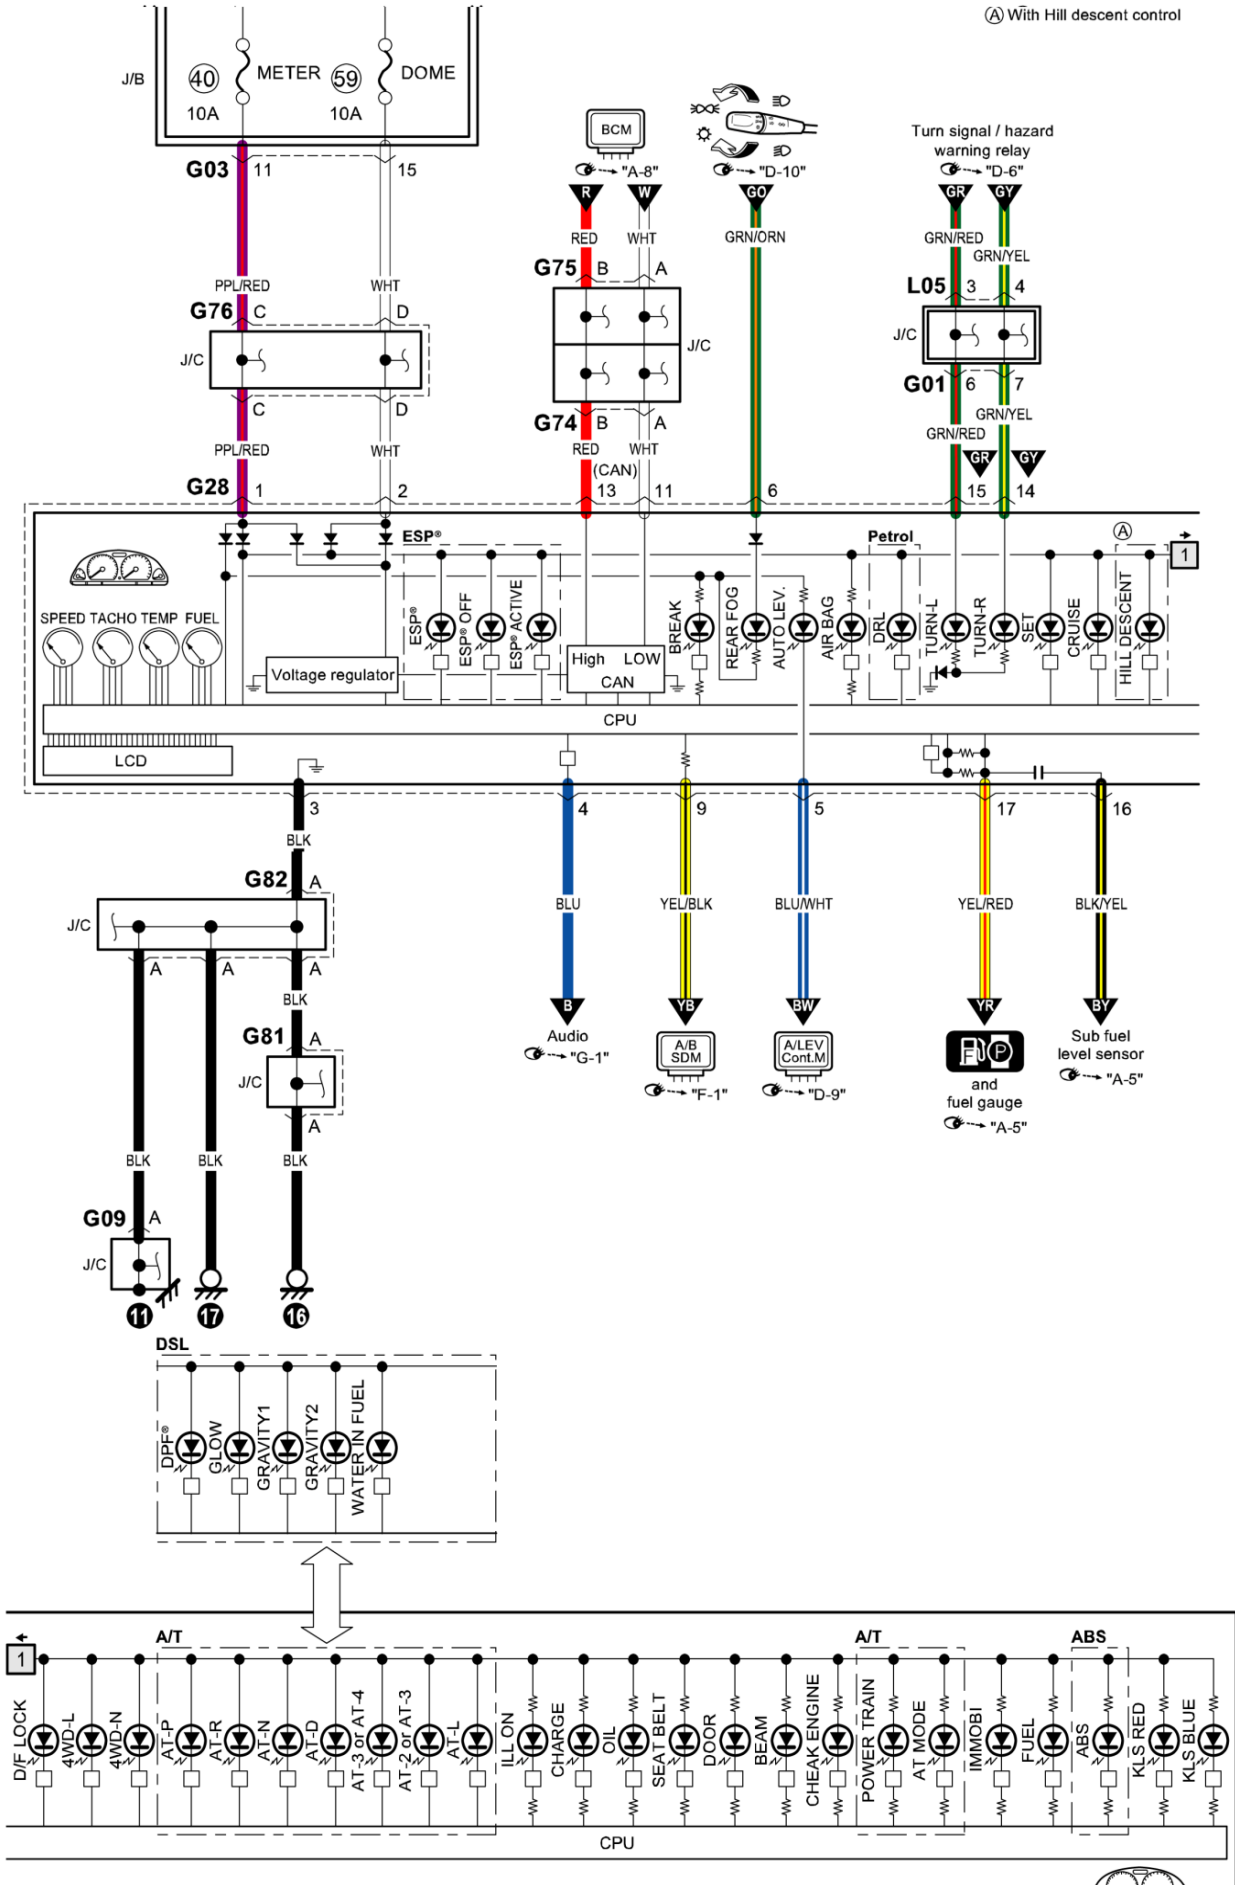 Ⓐ With Hill descent control
J/B
40
METER
10A
59
DOME
10A
G03
11
15
BCM
"A-8"
"D-10"
Turn signal / hazard
warning relay
"D-6"
R
W
GO
GR
GY
RED
WHT
GRN/ORN
GRN/RED
GRN/YEL
G75
B
A
L05
3
4
PPL/RED
WHT
G76
C
D
J/C
J/C
J/C
C
D
G01
6
7
G74
B
A
GRN/YEL
GRN/RED
PPL/RED
WHT
RED
WHT
(CAN)
GR
GY
G28
1
2
13
11
6
15
14
ESP®
Petrol
Ⓐ
1
SPEED
TACHO
TEMP
FUEL
ESP®
ESP® OFF
ESP® ACTIVE
BREAK
REAR FOG
AUTO LEV.
AIR BAG
DRL
TURN-L
TURN-R
SET
CRUISE
HILL DESCENT
Voltage regulator
High
LOW
CAN
CPU
LCD
3
4
9
5
17
16
BLK
G82
A
J/C
A
A
A
BLU
YEL/BLK
BLU/WHT
YEL/RED
BLK/YEL
BLK
B
YB
BW
YR
BY
G81
A
J/C
A
Audio
"G-1"
A/B
SDM
"F-1"
A/LEV
Cont.M
"D-9"
F
P
and
fuel gauge
"A-5"
Sub fuel
level sensor
"A-5"
BLK
BLK
BLK
G09
A
J/C
11
17
16
DSL
DPF®
GLOW
GRAVITY1
GRAVITY2
WATER IN FUEL
1
A/T
A/T
ABS
D/F LOCK
4WD-L
4WD-N
AT-P
AT-R
AT-N
AT-D
AT-3 or AT-4
AT-2 or AT-3
AT-L
ILL ON
CHARGE
OIL
SEAT BELT
DOOR
BEAM
CHEAK ENGINE
POWER TRAIN
AT MODE
IMMOBI
FUEL
ABS
KLS RED
KLS BLUE
CPU